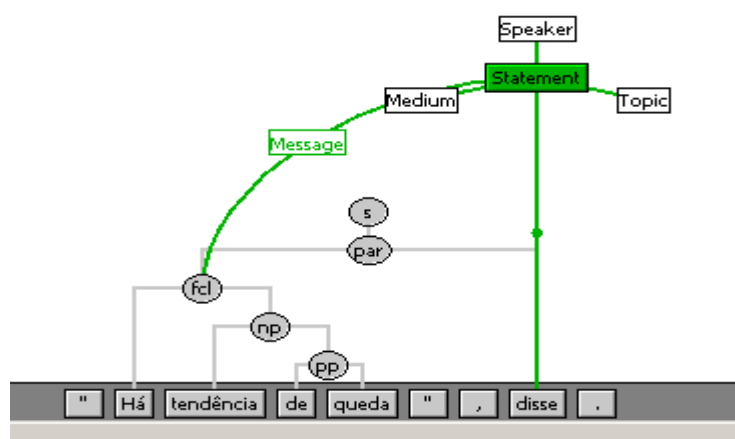 Speaker
Statement
Medium Topic
Message
s
par
fcl
np
pp
" Há tendência de queda " , disse .